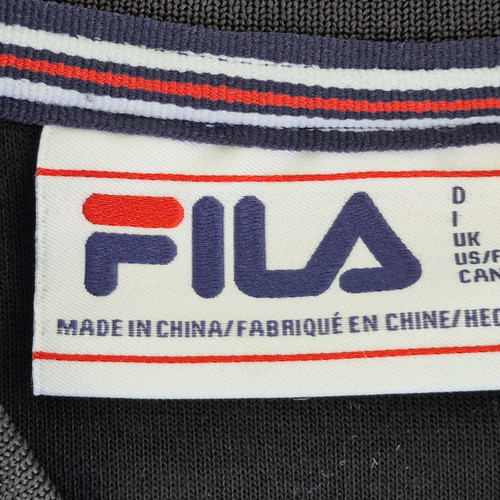 FILA
D
I
UK
US/F
CAN
MADE IN CHINA/FABRIQUÉ EN CHINE/HEC